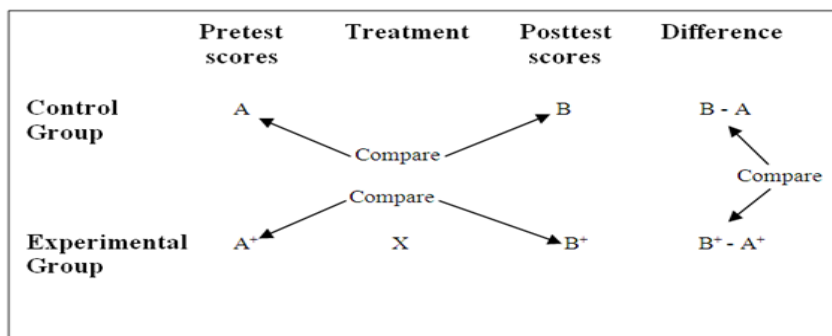 Pretest scores Treatment Posttest scores Difference
Control Group A B B - A
Compare
Compare
Compare
Experimental Group A⁺ X B⁺ B⁺ - A⁺